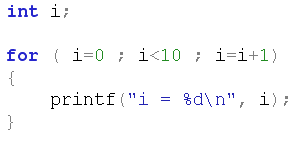 int i;
for ( i=0 ; i<10 ; i=i+1)
{
printf("i = %d\n", i);
}